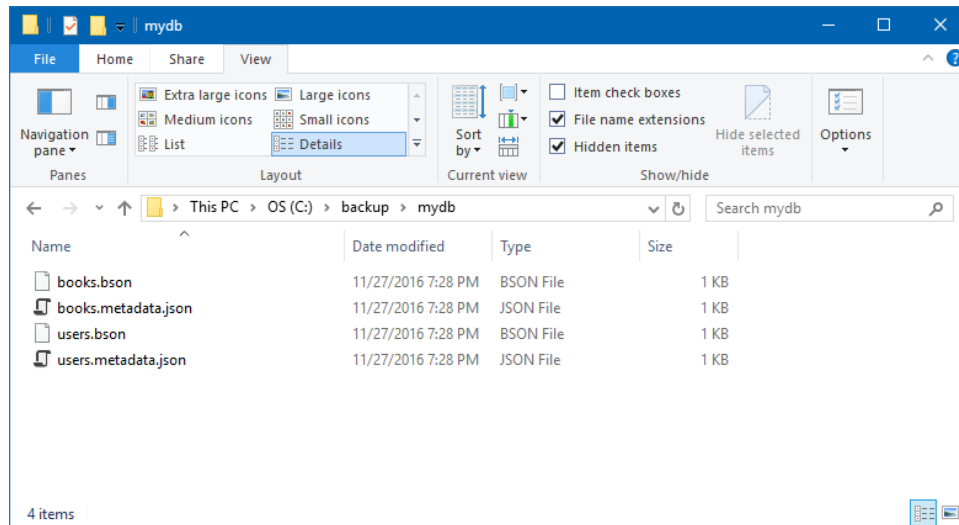 mydb
File Home Share View
?
Extra large icons Large icons
Medium icons Small icons
List Details
Navigation pane
Sort by
Item check boxes
File name extensions
Hidden items
Hide selected items
Options
Panes Layout Current view Show/hide
This PC > OS (C:) > backup > mydb Search mydb
Name Date modified Type Size
books.bson 11/27/2016 7:28 PM BSON File 1 KB
books.metadata.json 11/27/2016 7:28 PM JSON File 1 KB
users.bson 11/27/2016 7:28 PM BSON File 1 KB
users.metadata.json 11/27/2016 7:28 PM JSON File 1 KB
4 items